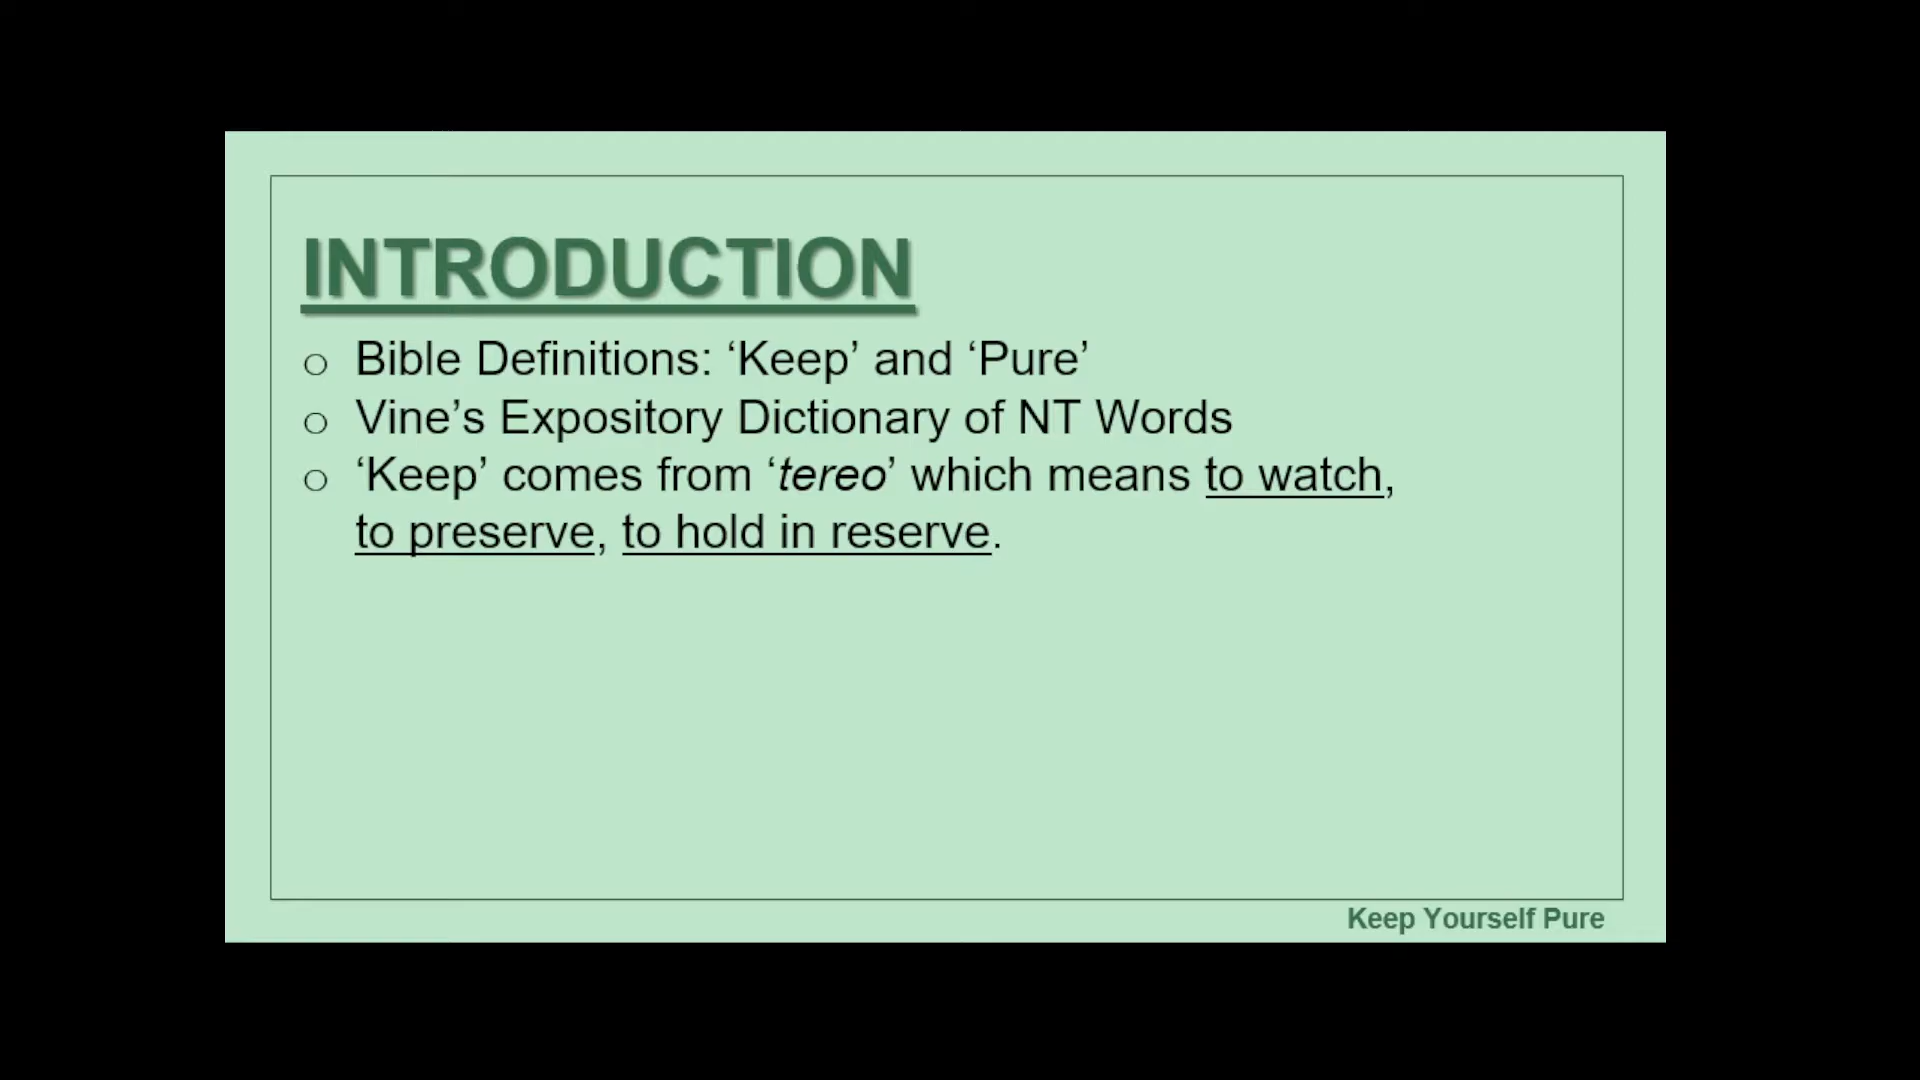 INTRODUCTION
o Bible Definitions: ‘Keep’ and ‘Pure’
o Vine’s Expository Dictionary of NT Words
o ‘Keep’ comes from ‘tereo’ which means to watch,
to preserve, to hold in reserve.
Keep Yourself Pure